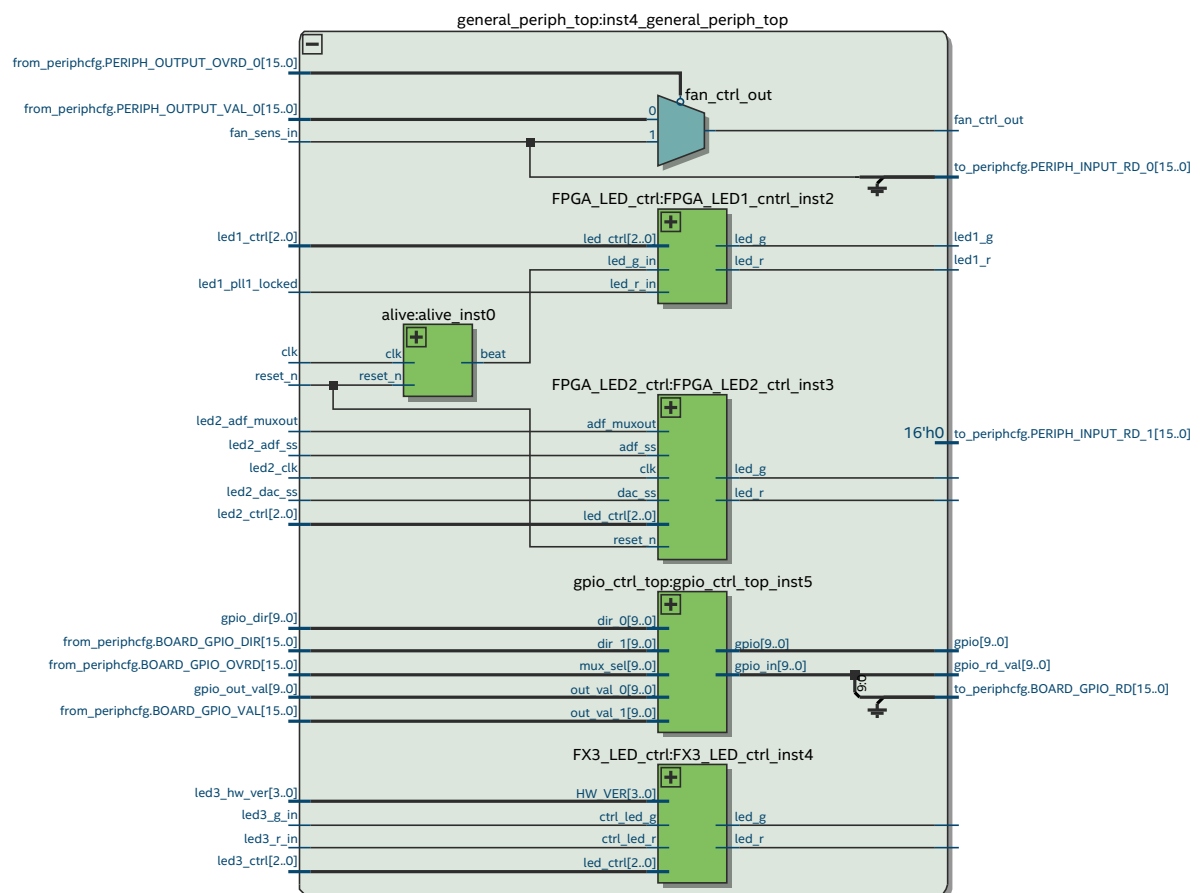 general_periph_top:inst4_general_periph_top
from_periphcfg.PERIPH_OUTPUT_OVRD_0[15..0]
fan_ctrl_out
from_periphcfg.PERIPH_OUTPUT_VAL_0[15..0]
0
fan_ctrl_out
fan_sens_in
1
to_periphcfg.PERIPH_INPUT_RD_0[15..0]
FPGA_LED_ctrl:FPGA_LED1_cntrl_inst2
led1_ctrl[2..0]
led_ctrl[2..0]
led_g
led1_g
led_g_in
led_r
led1_r
led1_pll1_locked
led_r_in
alive:alive_inst0
clk
clk
beat
reset_n
reset_n
FPGA_LED2_ctrl:FPGA_LED2_ctrl_inst3
led2_adf_muxout
adf_muxout
16'h0
to_periphcfg.PERIPH_INPUT_RD_1[15..0]
led2_adf_ss
adf_ss
led2_clk
clk
led_g
led2_dac_ss
dac_ss
led_r
led2_ctrl[2..0]
led_ctrl[2..0]
reset_n
gpio_ctrl_top:gpio_ctrl_top_inst5
gpio_dir[9..0]
dir_0[9..0]
from_periphcfg.BOARD_GPIO_DIR[15..0]
dir_1[9..0]
gpio[9..0]
gpio[9..0]
from_periphcfg.BOARD_GPIO_OVRD[15..0]
mux_sel[9..0]
gpio_in[9..0]
gpio_rd_val[9..0]
9:0
gpio_out_val[9..0]
out_val_0[9..0]
to_periphcfg.BOARD_GPIO_RD[15..0]
from_periphcfg.BOARD_GPIO_VAL[15..0]
out_val_1[9..0]
FX3_LED_ctrl:FX3_LED_ctrl_inst4
led3_hw_ver[3..0]
HW_VER[3..0]
led3_g_in
ctrl_led_g
led_g
led3_r_in
ctrl_led_r
led_r
led3_ctrl[2..0]
led_ctrl[2..0]